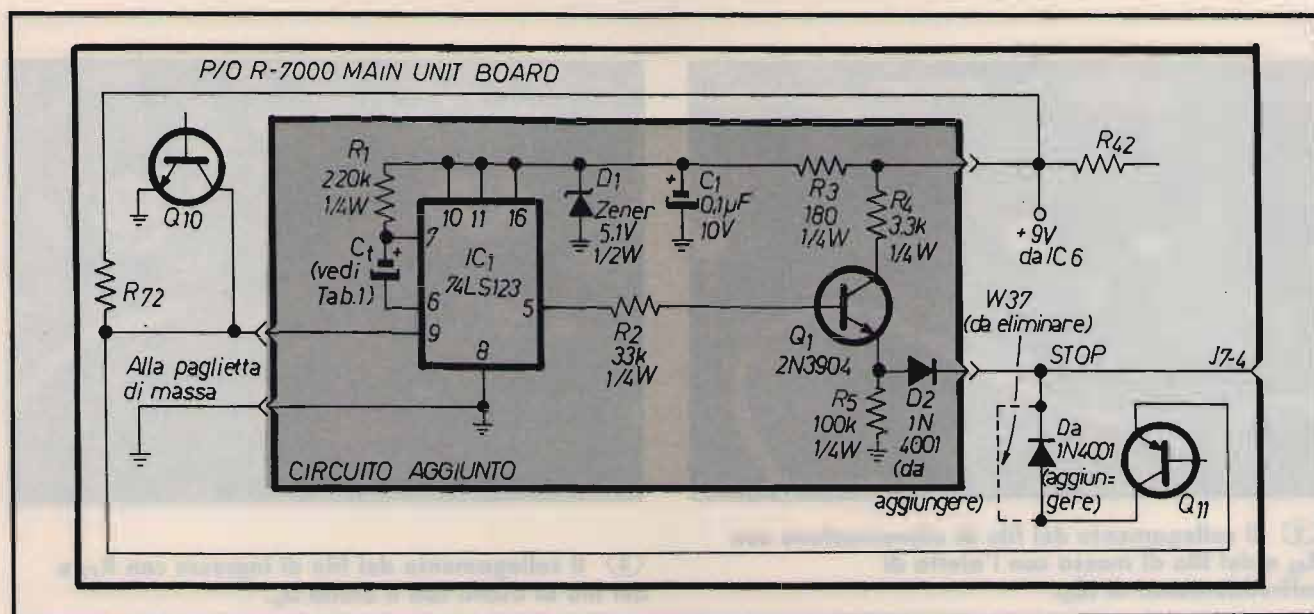 P/O R-7000 MAIN UNIT BOARD
Q10
R72
Alla paglietta
di massa
CIRCUITO AGGIUNTO
R1
220k
1/4W
Ct
(vedi
Tab.1)
10 11 16
7
6
9
IC1
74LS123
5
8
D1
Zener
5,1V
1/2W
C1
0,1µF
10V
R2
33k
1/4W
R3
180
1/4W
R4
3.3k
1/4W
Q1
2N3904
R5
100k
1/4W
D2
1N
4001
(da
aggiungere)
R42
+9V
da IC6
W37
(da eliminare)
STOP
J7-4
Da
1N4001
(aggiun=
gere)
Q11